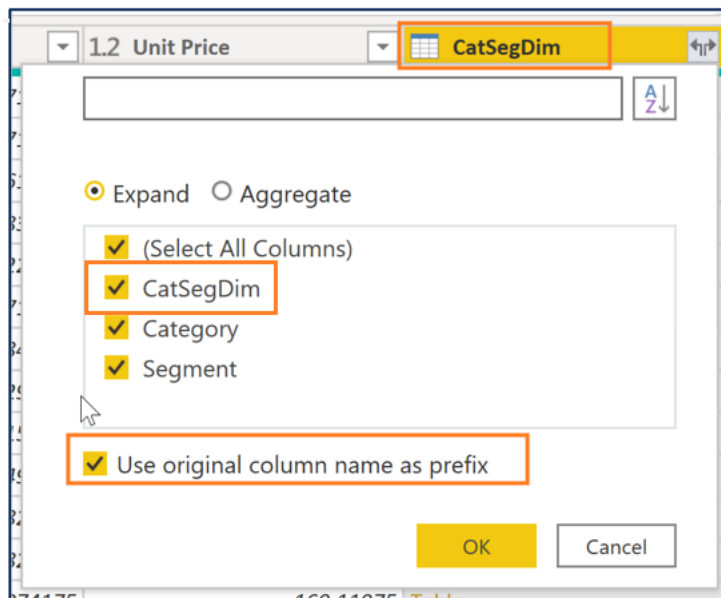 1.2 Unit Price CatSegDim
A
Z
Expand Aggregate
(Select All Columns)
CatSegDim
Category
Segment
Use original column name as prefix
OK Cancel